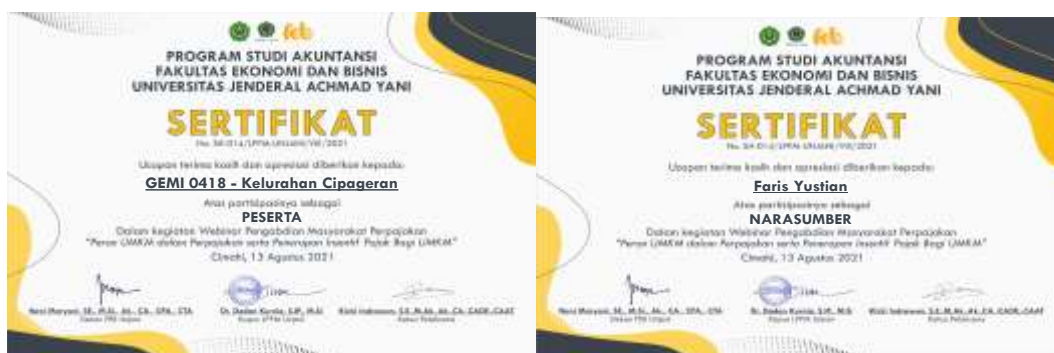 feb
PROGRAM STUDI AKUNTANSI
FAKULTAS EKONOMI DAN BISNIS
UNIVERSITAS JENDERAL ACHMAD YANI
SERTIFIKAT
Ucapan terima kasih dan apresiasi diberikan kepada:
GEMI 0418 - Kelurahan Cipageran
Atas partisipasinya sebagai
PESERTA
Dalam kegiatan Webinar Pengabdian Masyarakat Perpajakan
"Peran UMKM dalam Perpajakan serta Penerapan Insentif Pajak Bagi UMKM"
Cimahi, 13 Agustus 2021
feb
PROGRAM STUDI AKUNTANSI
FAKULTAS EKONOMI DAN BISNIS
UNIVERSITAS JENDERAL ACHMAD YANI
SERTIFIKAT
Ucapan terima kasih dan apresiasi diberikan kepada:
Faris Yustian
Atas partisipasinya sebagai
NARASUMBER
Dalam kegiatan Webinar Pengabdian Masyarakat Perpajakan
"Peran UMKM dalam Perpajakan serta Penerapan Insentif Pajak Bagi UMKM"
Cimahi, 13 Agustus 2021